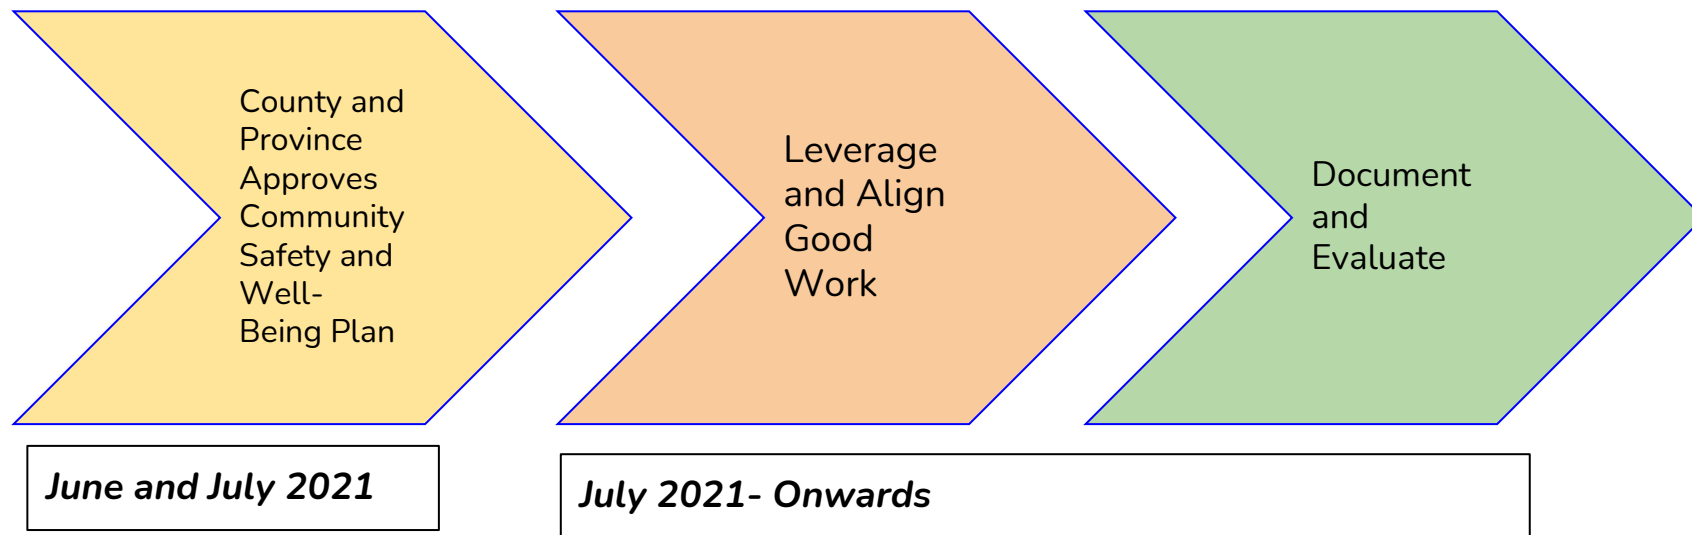 County and
Province
Approves
Community
Safety and
Well-
Being Plan
Leverage
and Align
Good
Work
Document
and
Evaluate
June and July 2021
July 2021- Onwards